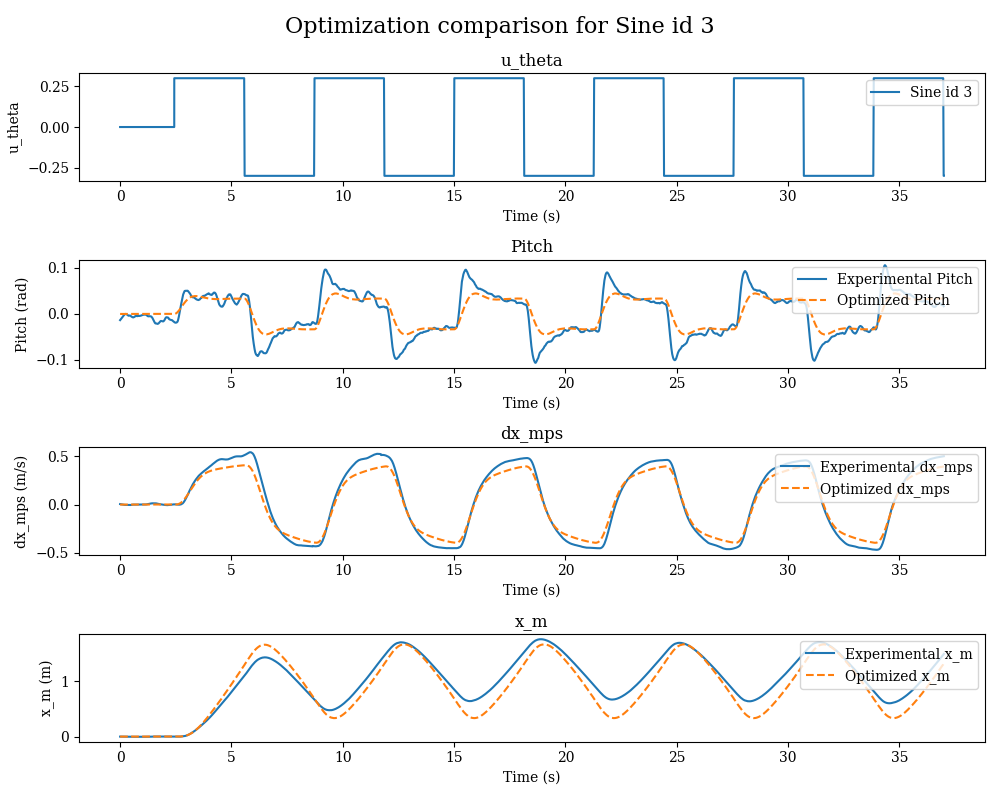 Optimization comparison for Sine id 3
u_theta
u_theta
0.25
0.00
−0.25
Sine id 3
0 5 10 15 20 25 30 35
Time (s)
Pitch
Pitch (rad)
0.1
0.0
−0.1
Experimental Pitch
Optimized Pitch
0 5 10 15 20 25 30 35
Time (s)
dx_mps
dx_mps (m/s)
0.5
0.0
−0.5
Experimental dx_mps
Optimized dx_mps
0 5 10 15 20 25 30 35
Time (s)
x_m
x_m (m)
1
0
Experimental x_m
Optimized x_m
0 5 10 15 20 25 30 35
Time (s)